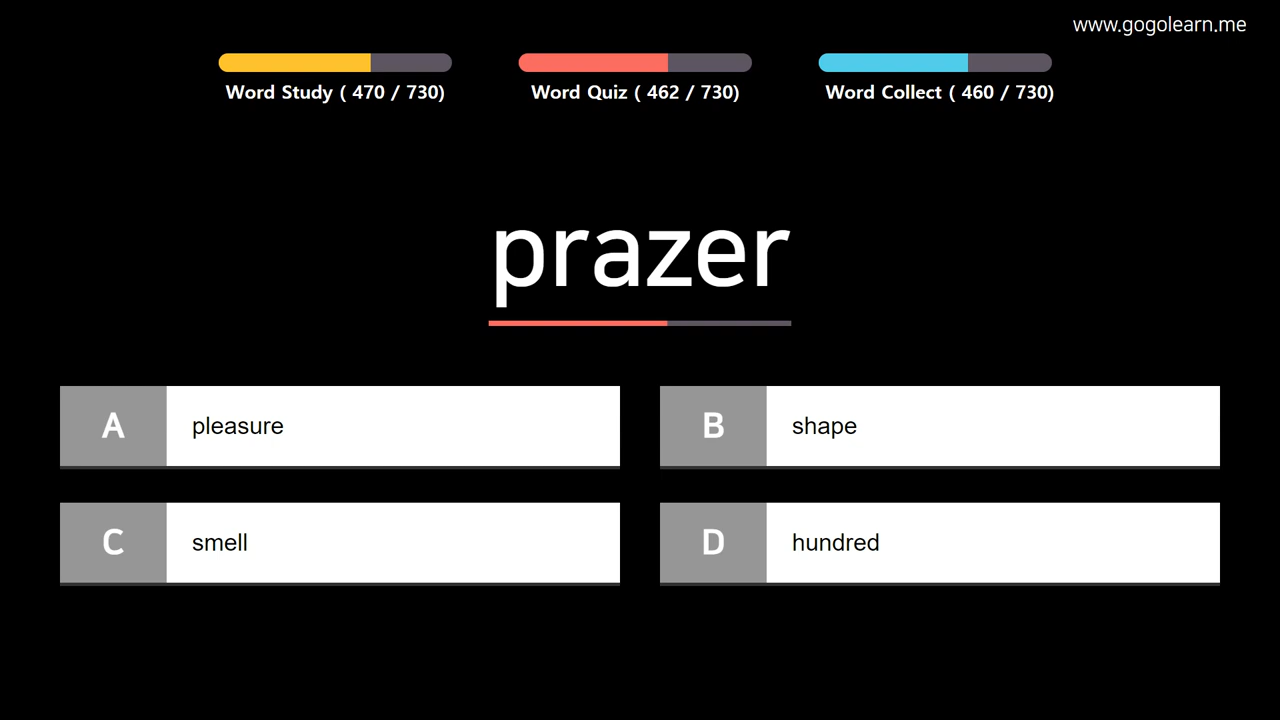 www.gogolearn.me
Word Study ( 470 / 730)
Word Quiz ( 462 / 730)
Word Collect ( 460 / 730)
prazer
A pleasure
B shape
C smell
D hundred